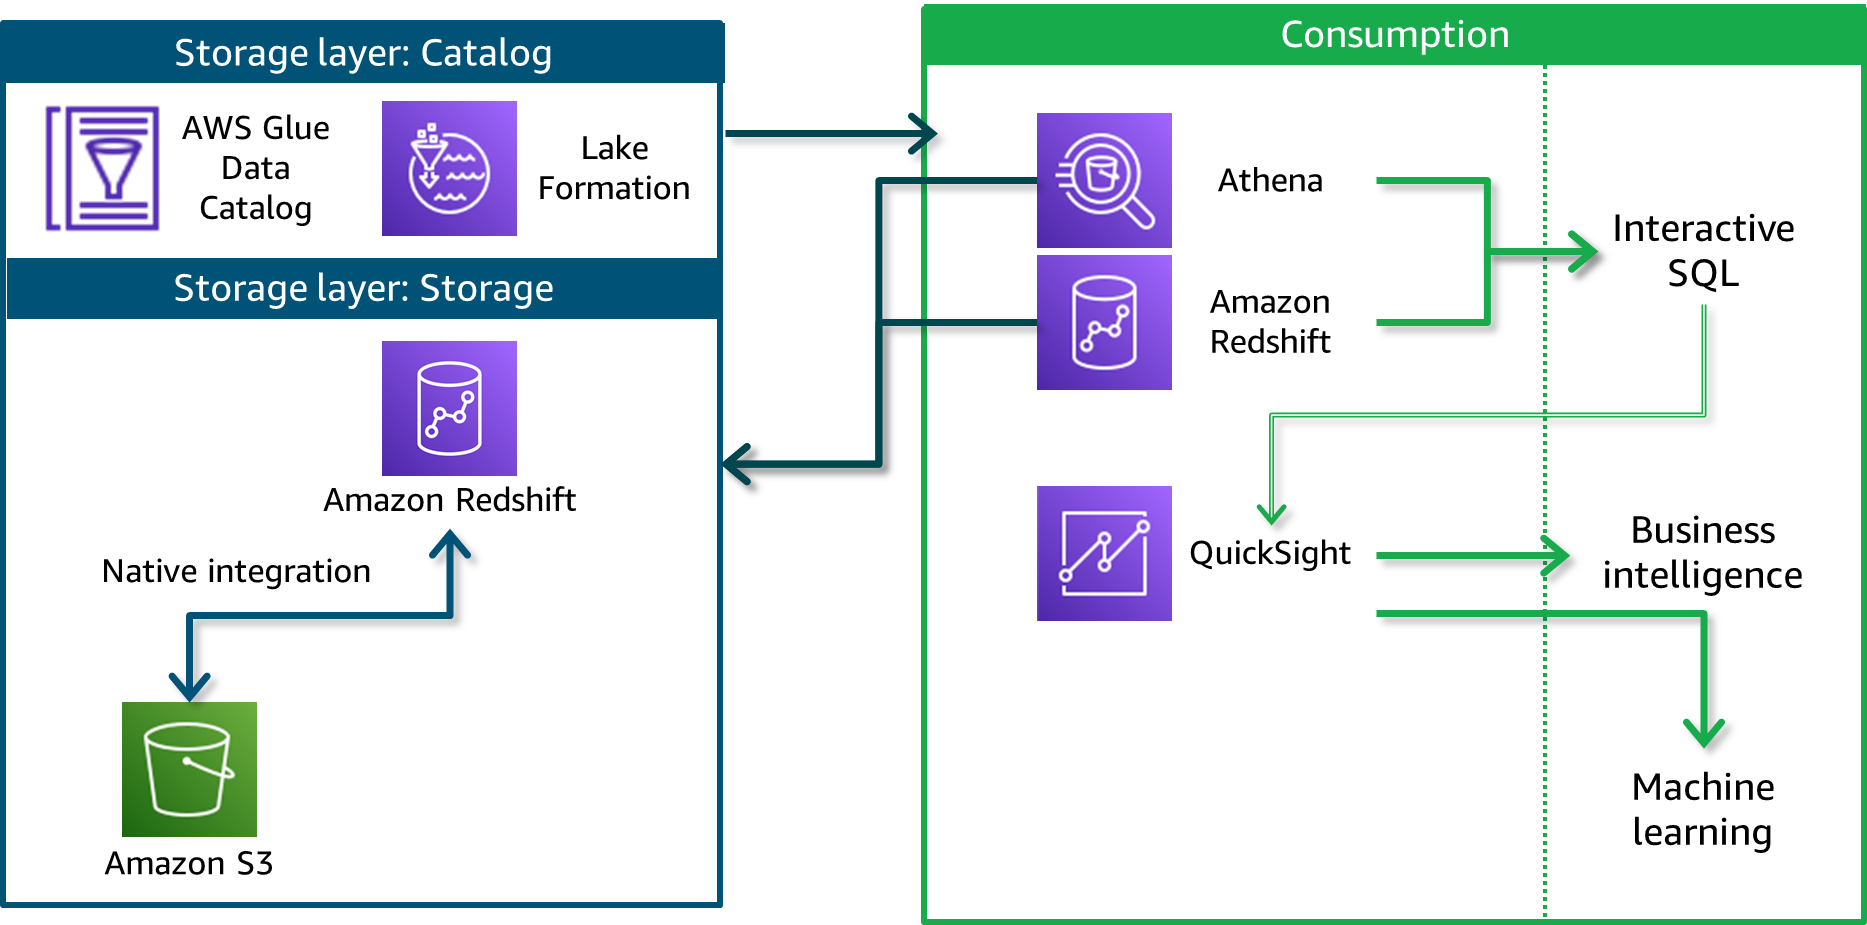 Storage layer: Catalog
AWS Glue
Data
Catalog
Lake
Formation
Storage layer: Storage
Amazon Redshift
Native integration
Amazon S3
Consumption
Athena
Amazon
Redshift
Interactive
SQL
QuickSight
Business
intelligence
Machine
learning